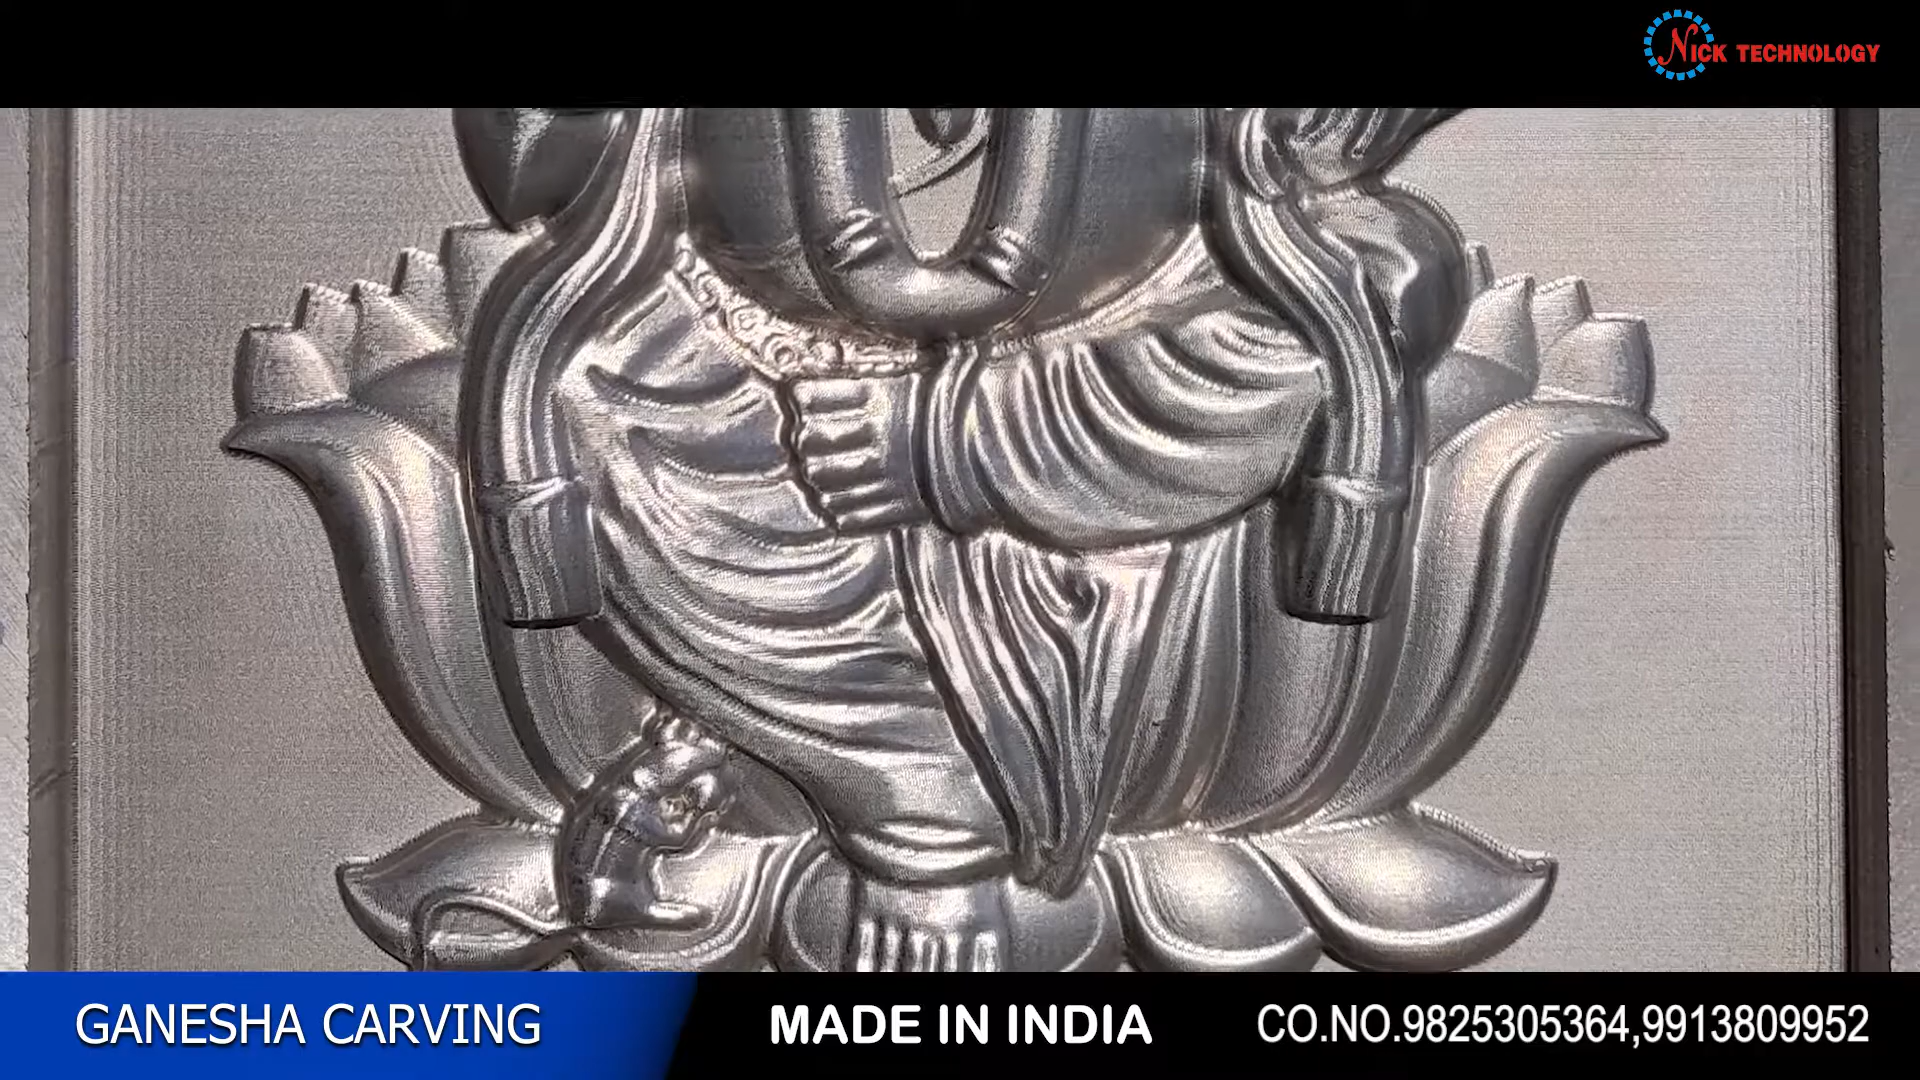 NICK TECHNOLOGY
GANESHA CARVING
MADE IN INDIA
CO.NO.9825305364,9913809952